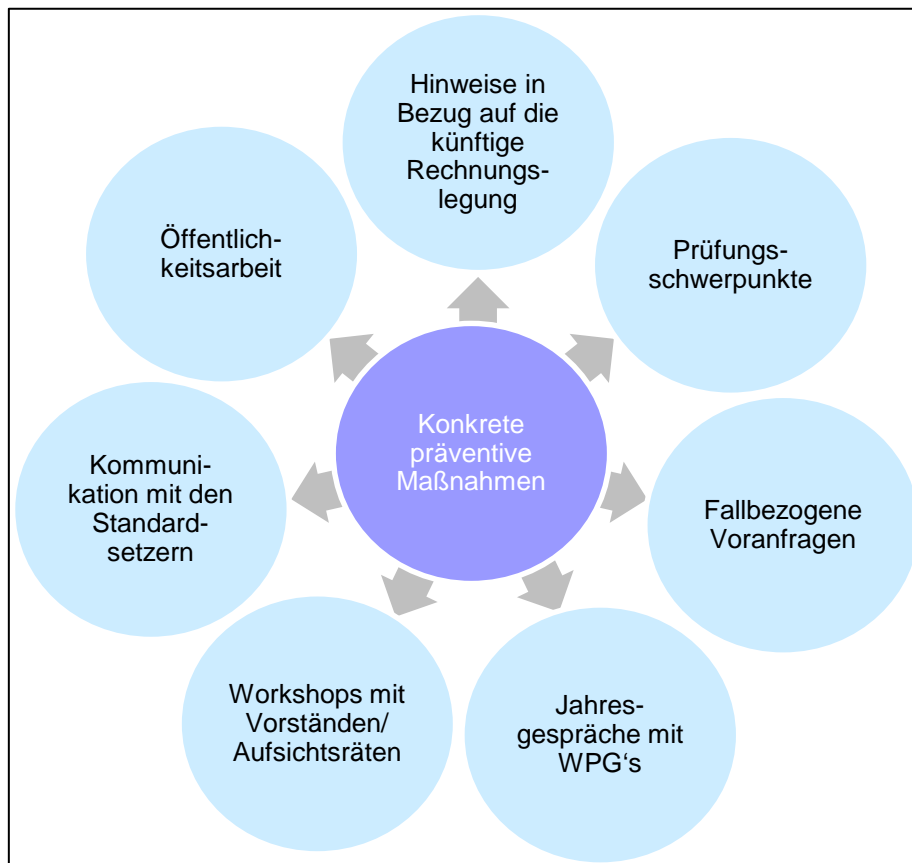 Hinweise in
Bezug auf die
künftige
Rechnungs-
legung
Prüfungs-
schwerpunkte
Fallbezogene
Voranfragen
Jahres-
gespräche mit
WPG‘s
Workshops mit
Vorständen/
Aufsichtsräten
Kommuni-
kation mit den
Standard-
setzern
Öffentlich-
keitsarbeit
Konkrete
präventive
Maßnahmen